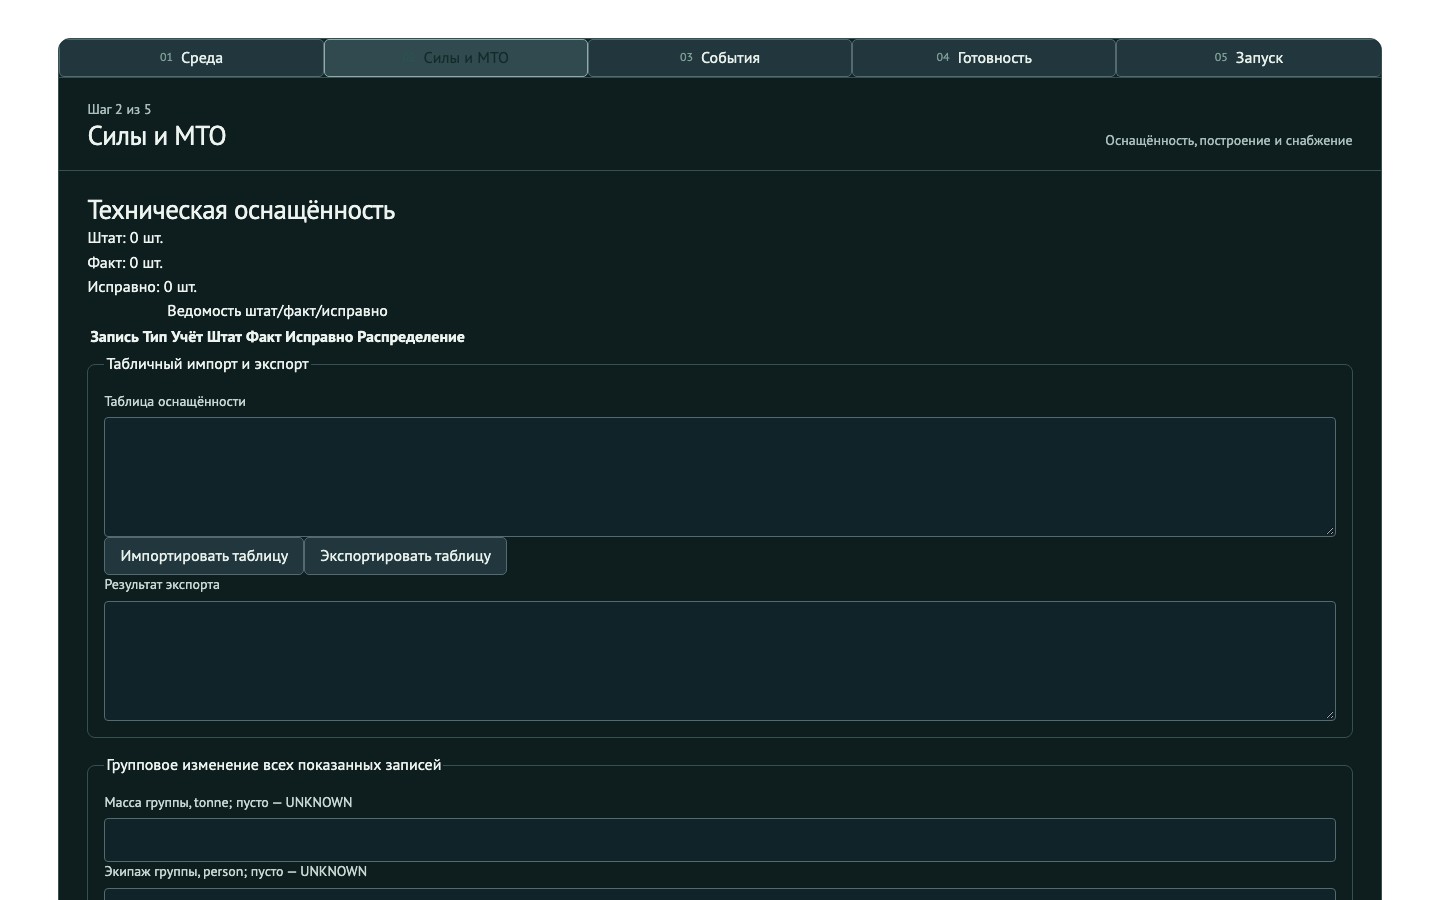 01 Среда
Силы и МТО
03 События
04 Готовность
05 Запуск
Шаг 2 из 5
Силы и МТО
Оснащённость, построение и снабжение
Техническая оснащённость
Штат: 0 шт.
Факт: 0 шт.
Исправно: 0 шт.
Ведомость штат/факт/исправно
Запись Тип Учёт Штат Факт Исправно Распределение
Табличный импорт и экспорт
Таблица оснащённости
Импортировать таблицу
Экспортировать таблицу
Результат экспорта
Групповое изменение всех показанных записей
Масса группы, tonne; пусто — UNKNOWN
Экипаж группы, person; пусто — UNKNOWN